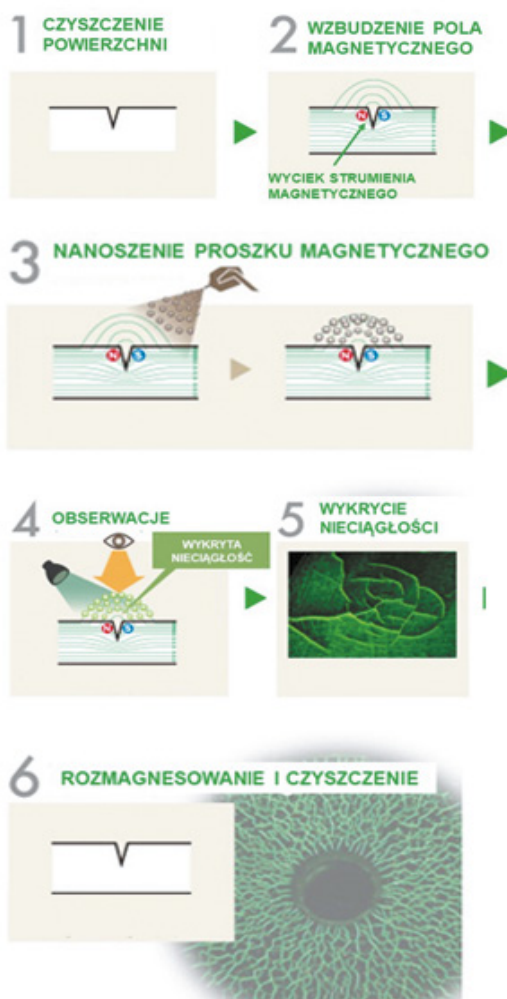 1 CZYSZCZENIE
POWIERZCHNI
2 WZBUDZENIE POLA
MAGNETYCZNEGO
N S
WYCIEK STRUMIENIA
MAGNETYCZNEGO
3 NANOSZENIE PROSZKU MAGNETYCZNEGO
N S
N S
4 OBSERWACJE
WYKRYTA
NIECIĄGŁOŚĆ
N S
5 WYKRYCIE
NIECIĄGŁOŚCI
6 ROZMAGNESOWANIE I CZYSZCZENIE